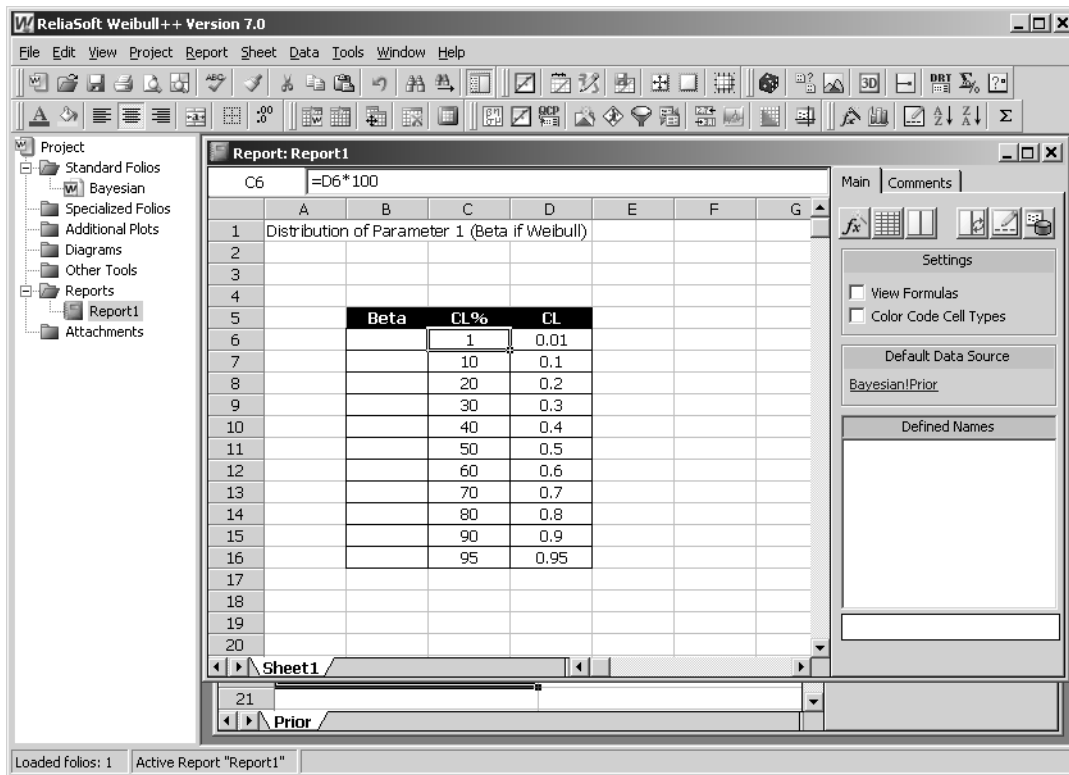 ReliaSoft Weibull++ Version 7.0
File Edit View Project Report Sheet Data Tools Window Help
Project
Standard Folios
Bayesian
Specialized Folios
Additional Plots
Diagrams
Other Tools
Reports
Report1
Attachments
Report: Report1
C6 =D6*100
A B C D E F G
1 Distribution of Parameter 1 (Beta if Weibull)
2
3
4
5 Beta CL% CL
6 1 0.01
7 10 0.1
8 20 0.2
9 30 0.3
10 40 0.4
11 50 0.5
12 60 0.6
13 70 0.7
14 80 0.8
15 90 0.9
16 95 0.95
17
18
19
20
Sheet1
21
Prior
Main Comments
Settings
View Formulas
Color Code Cell Types
Default Data Source
Bayesian!Prior
Defined Names
Loaded folios: 1 Active Report "Report1"